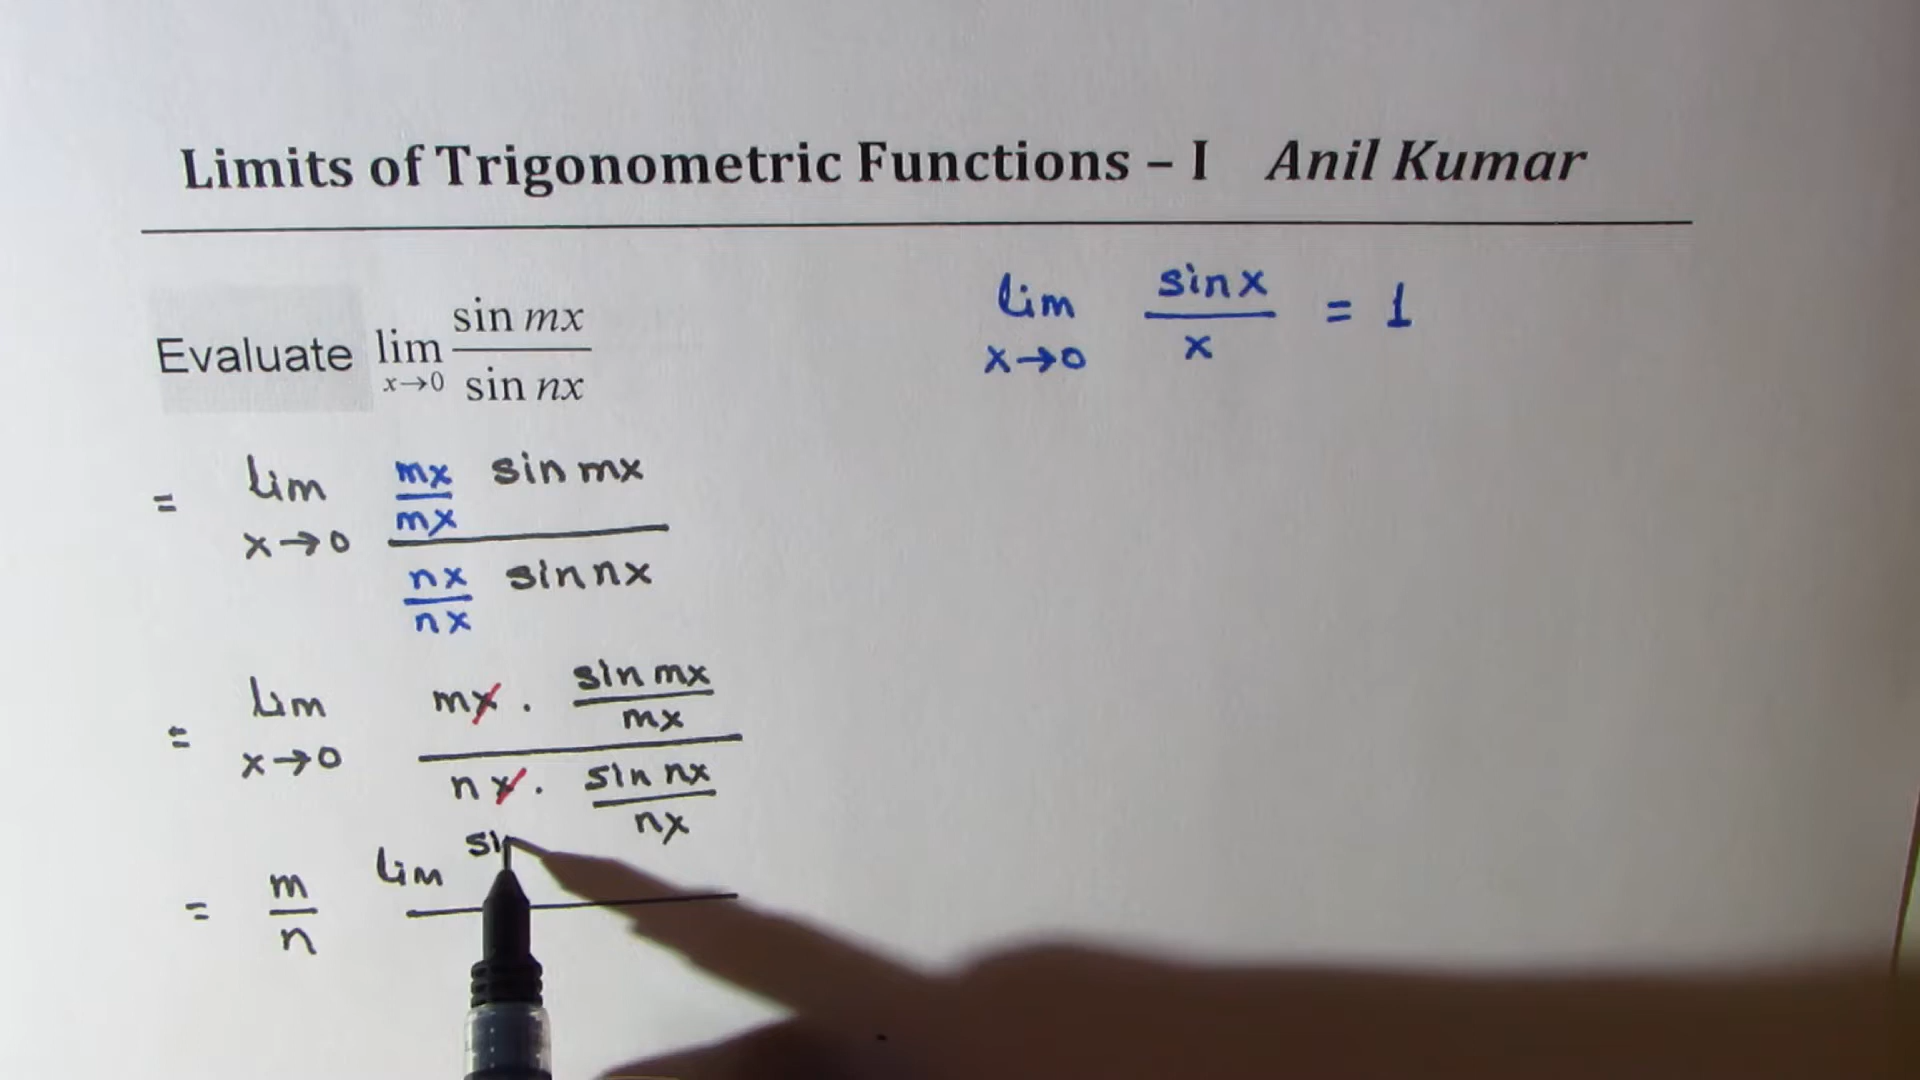 Limits of Trigonometric Functions – I Anil Kumar
Evaluate lim x→0 sin mx / sin nx
lim x→0 sin x / x = 1
= lim x→0 (mx/mx sin mx) / (nx/nx sin nx)
= lim x→0 (mx · sin mx / mx) / (nx · sin nx / nx)
= m/n lim